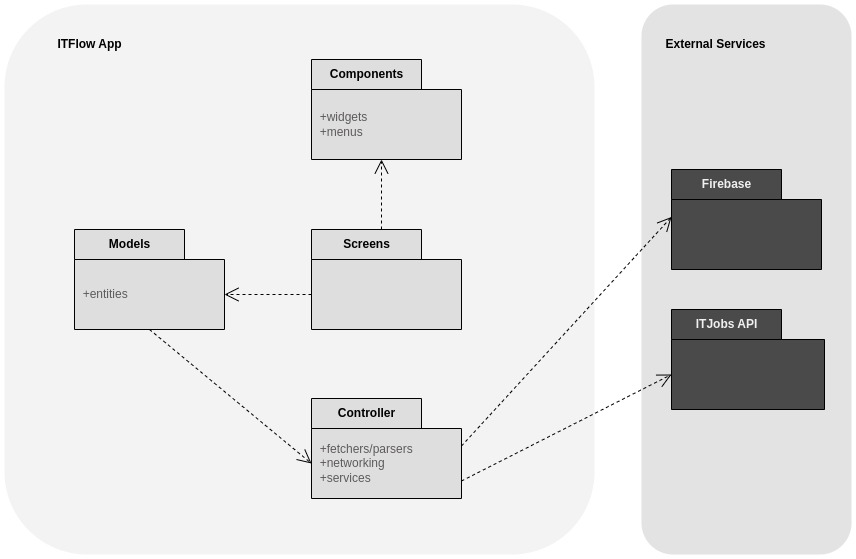 ITFlow App
External Services
Components
+widgets
+menus
Firebase
Models
Screens
+entities
ITJobs API
Controller
+fetchers/parsers
+networking
+services